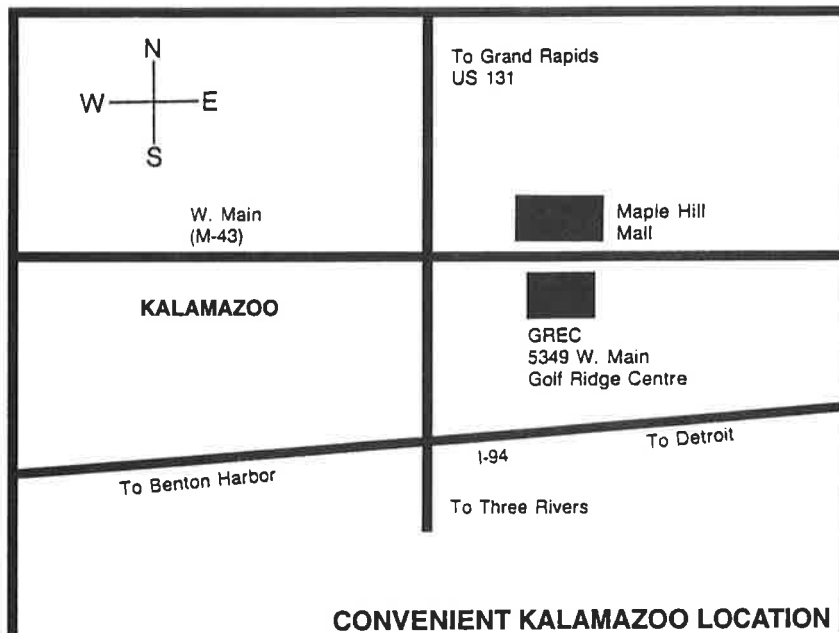 N
W E
S
To Grand Rapids
US 131
W. Main
(M-43)
Maple Hill
Mall
KALAMAZOO
GREC
5349 W. Main
Golf Ridge Centre
To Benton Harbor
I-94
To Detroit
To Three Rivers
CONVENIENT KALAMAZOO LOCATION